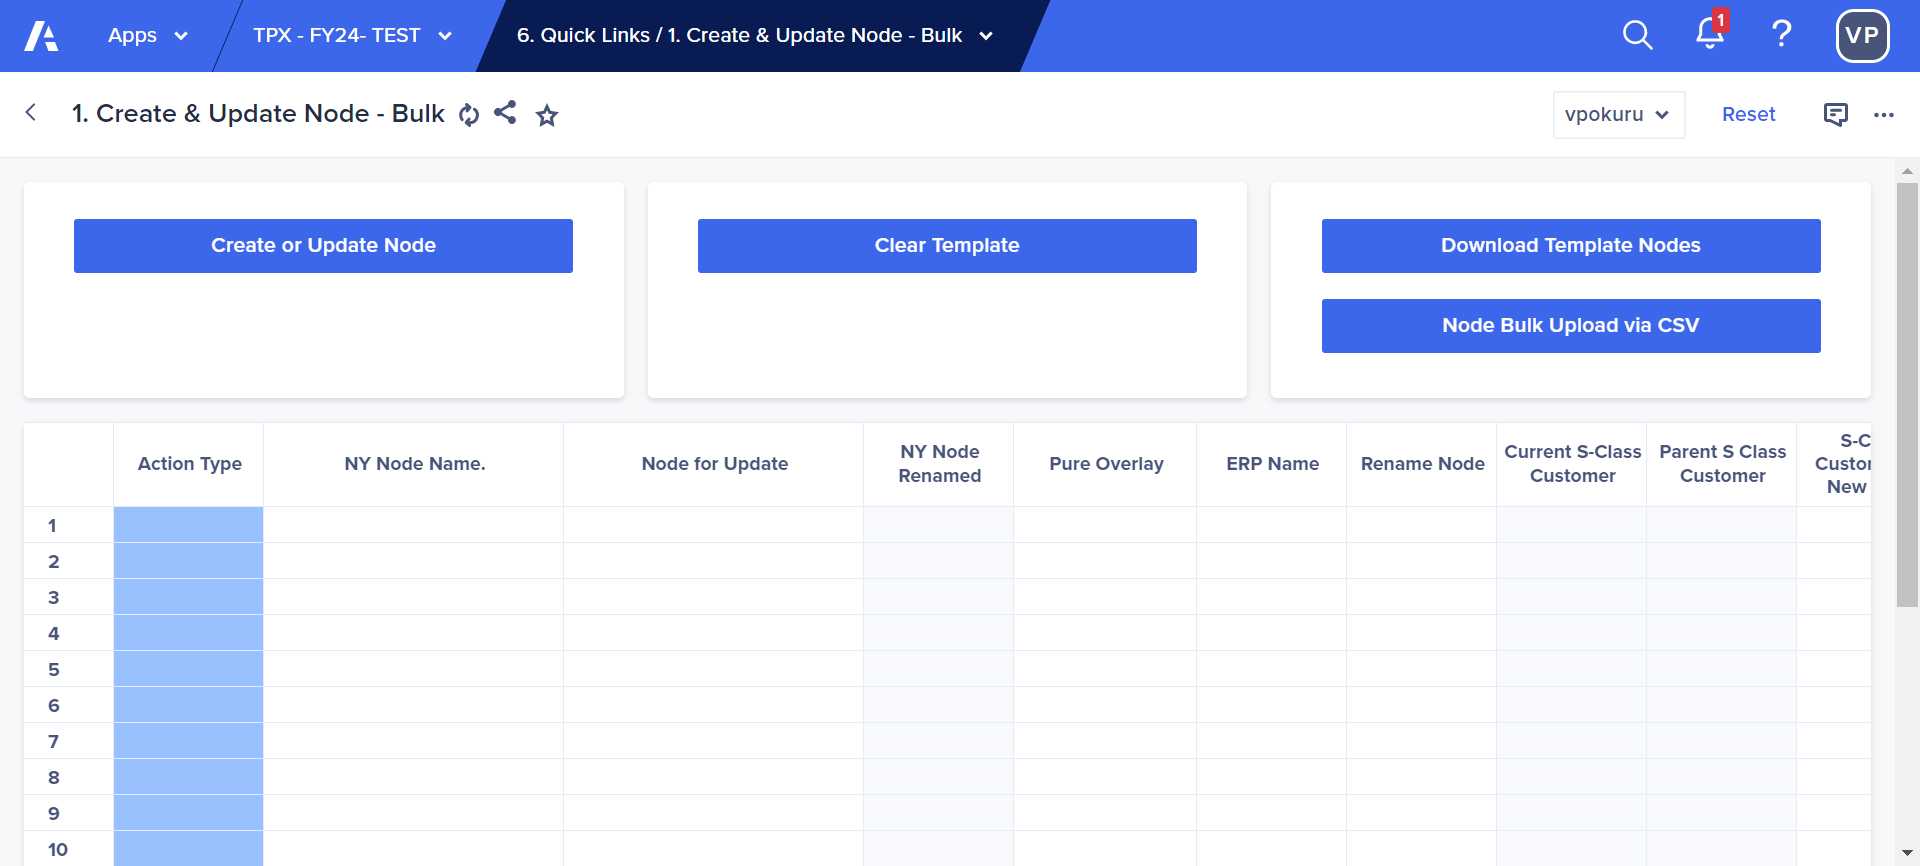 Apps
TPX - FY24- TEST
6. Quick Links / 1. Create & Update Node - Bulk
1
?
VP
1. Create & Update Node - Bulk
vpokuru
Reset
Create or Update Node
Clear Template
Download Template Nodes
Node Bulk Upload via CSV
Action Type
NY Node Name.
Node for Update
NY Node
Renamed
Pure Overlay
ERP Name
Rename Node
Current S-Class
Customer
Parent S Class
Customer
S-C
Custor
New
1
2
3
4
5
6
7
8
9
10